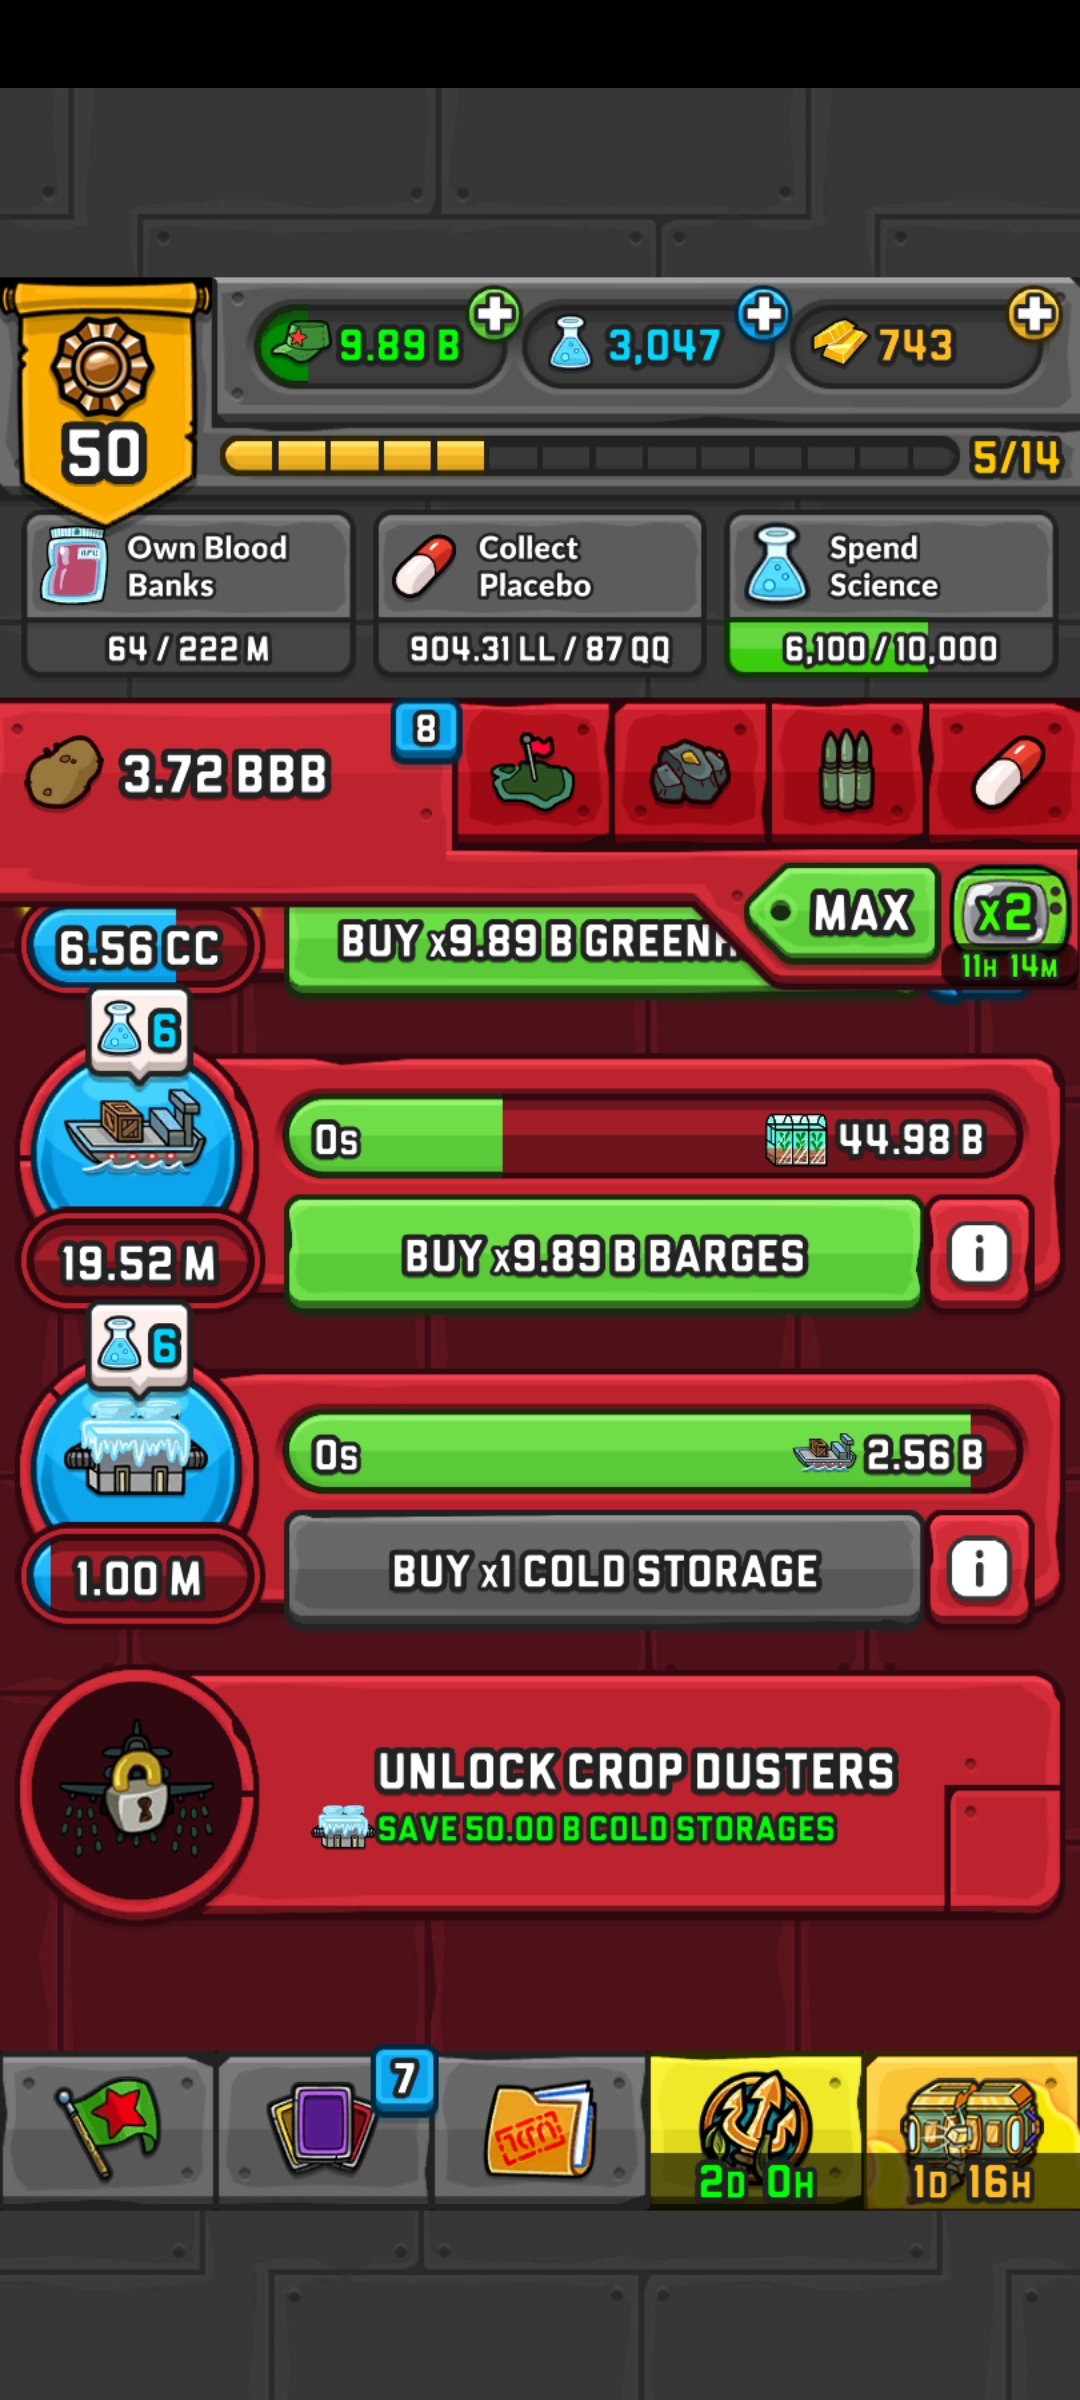 9.89 B
3,047
743
50
5/14
Own Blood Banks
64 / 222 M
Collect Placebo
904.31 LL / 87 QQ
Spend Science
6,100 / 10,000
3.72 BBB
8
MAX
x2
11H 14M
6.56 CC
BUY x9.89 B GREENH
6
0s
44.98 B
19.52 M
BUY x9.89 B BARGES
i
6
0s
2.56 B
1.00 M
BUY x1 COLD STORAGE
i
UNLOCK CROP DUSTERS
SAVE 50.00 B COLD STORAGES
7
2D 0H
1D 16H